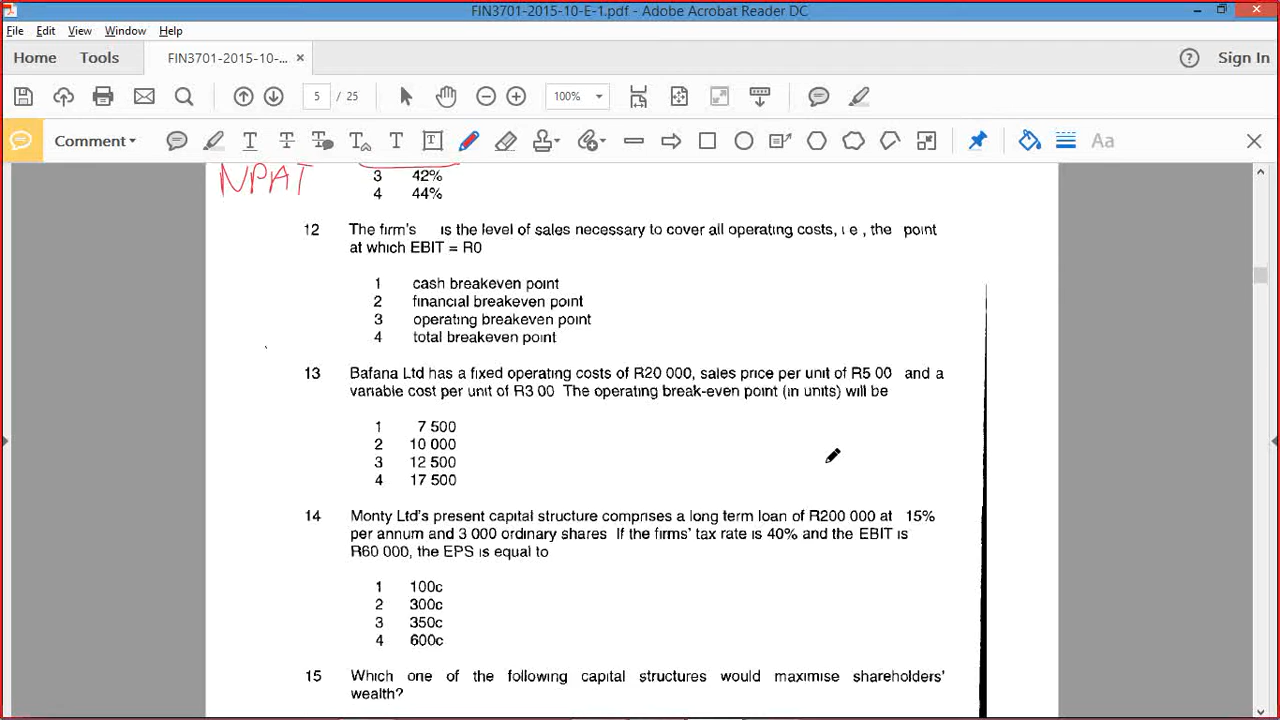 FIN3701-2015-10-E-1.pdf - Adobe Acrobat Reader DC
File Edit View Window Help
Home Tools FIN3701-2015-10-... × Sign In
5 / 25 100%
Comment Aa
NPAT
3 42%
4 44%
12 The firm's is the level of sales necessary to cover all operating costs, i e , the point
at which EBIT = R0
1 cash breakeven point
2 financial breakeven point
3 operating breakeven point
4 total breakeven point
13 Bafana Ltd has a fixed operating costs of R20 000, sales price per unit of R5 00 and a
variable cost per unit of R3 00 The operating break-even point (in units) will be
1 7 500
2 10 000
3 12 500
4 17 500
14 Monty Ltd's present capital structure comprises a long term loan of R200 000 at 15%
per annum and 3 000 ordinary shares If the firms' tax rate is 40% and the EBIT is
R60 000, the EPS is equal to
1 100c
2 300c
3 350c
4 600c
15 Which one of the following capital structures would maximise shareholders'
wealth?